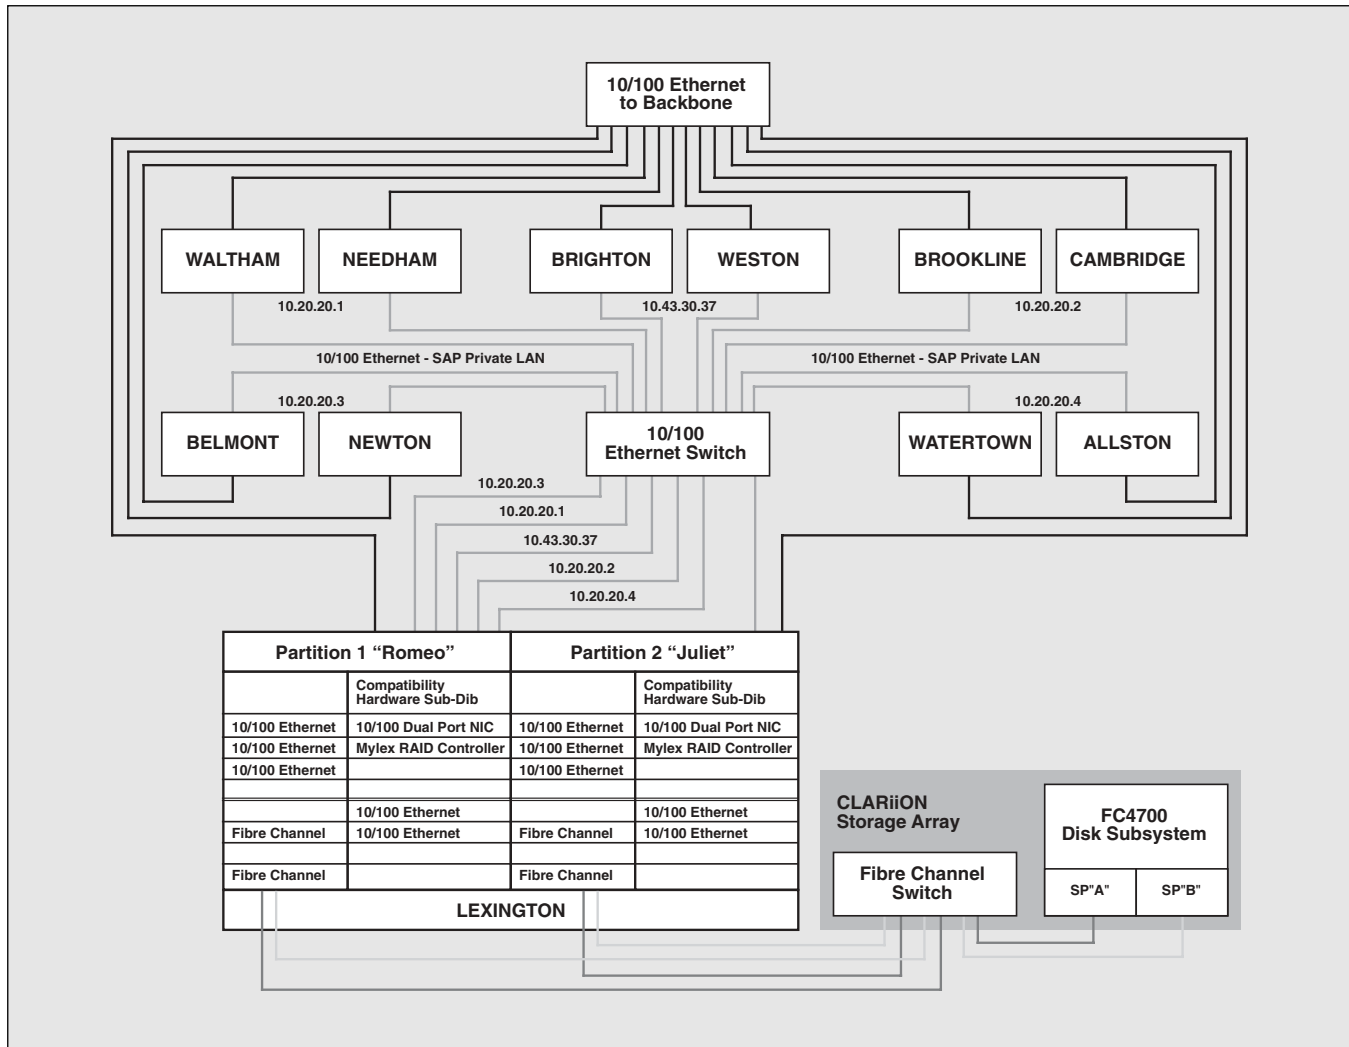 10/100 Ethernet
to Backbone
WALTHAM
NEEDHAM
BRIGHTON
WESTON
BROOKLINE
CAMBRIDGE
10.20.20.1
10.43.30.37
10.20.20.2
10/100 Ethernet - SAP Private LAN
10/100 Ethernet - SAP Private LAN
10.20.20.3
10.20.20.4
BELMONT
NEWTON
10/100
Ethernet Switch
WATERTOWN
ALLSTON
10.20.20.3
10.20.20.1
10.43.30.37
10.20.20.2
10.20.20.4
Partition 1 “Romeo”
Partition 2 “Juliet”
Compatibility
Hardware Sub-Dib
Compatibility
Hardware Sub-Dib
10/100 Ethernet
10/100 Dual Port NIC
10/100 Ethernet
10/100 Dual Port NIC
10/100 Ethernet
Mylex RAID Controller
10/100 Ethernet
Mylex RAID Controller
10/100 Ethernet
10/100 Ethernet
10/100 Ethernet
10/100 Ethernet
Fibre Channel
10/100 Ethernet
Fibre Channel
10/100 Ethernet
Fibre Channel
Fibre Channel
LEXINGTON
CLARiiON
Storage Array
FC4700
Disk Subsystem
Fibre Channel
Switch
SP"A"
SP"B"